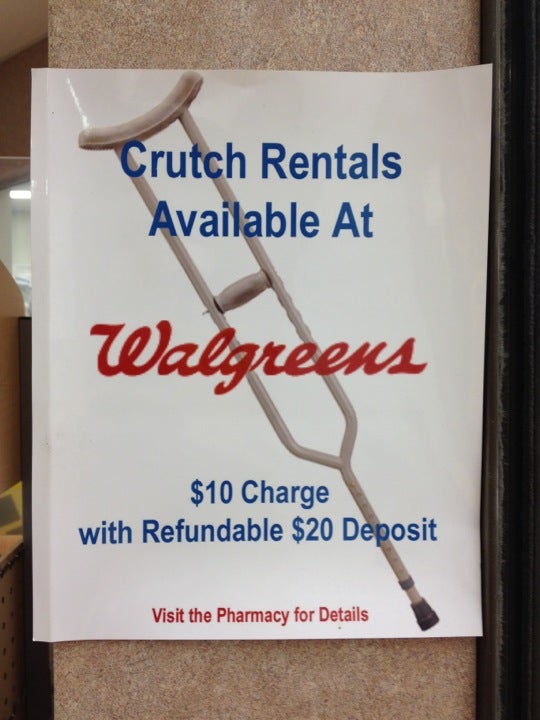 Crutch Rentals
Available At
Walgreens
$10 Charge
with Refundable $20 Deposit
Visit the Pharmacy for Details